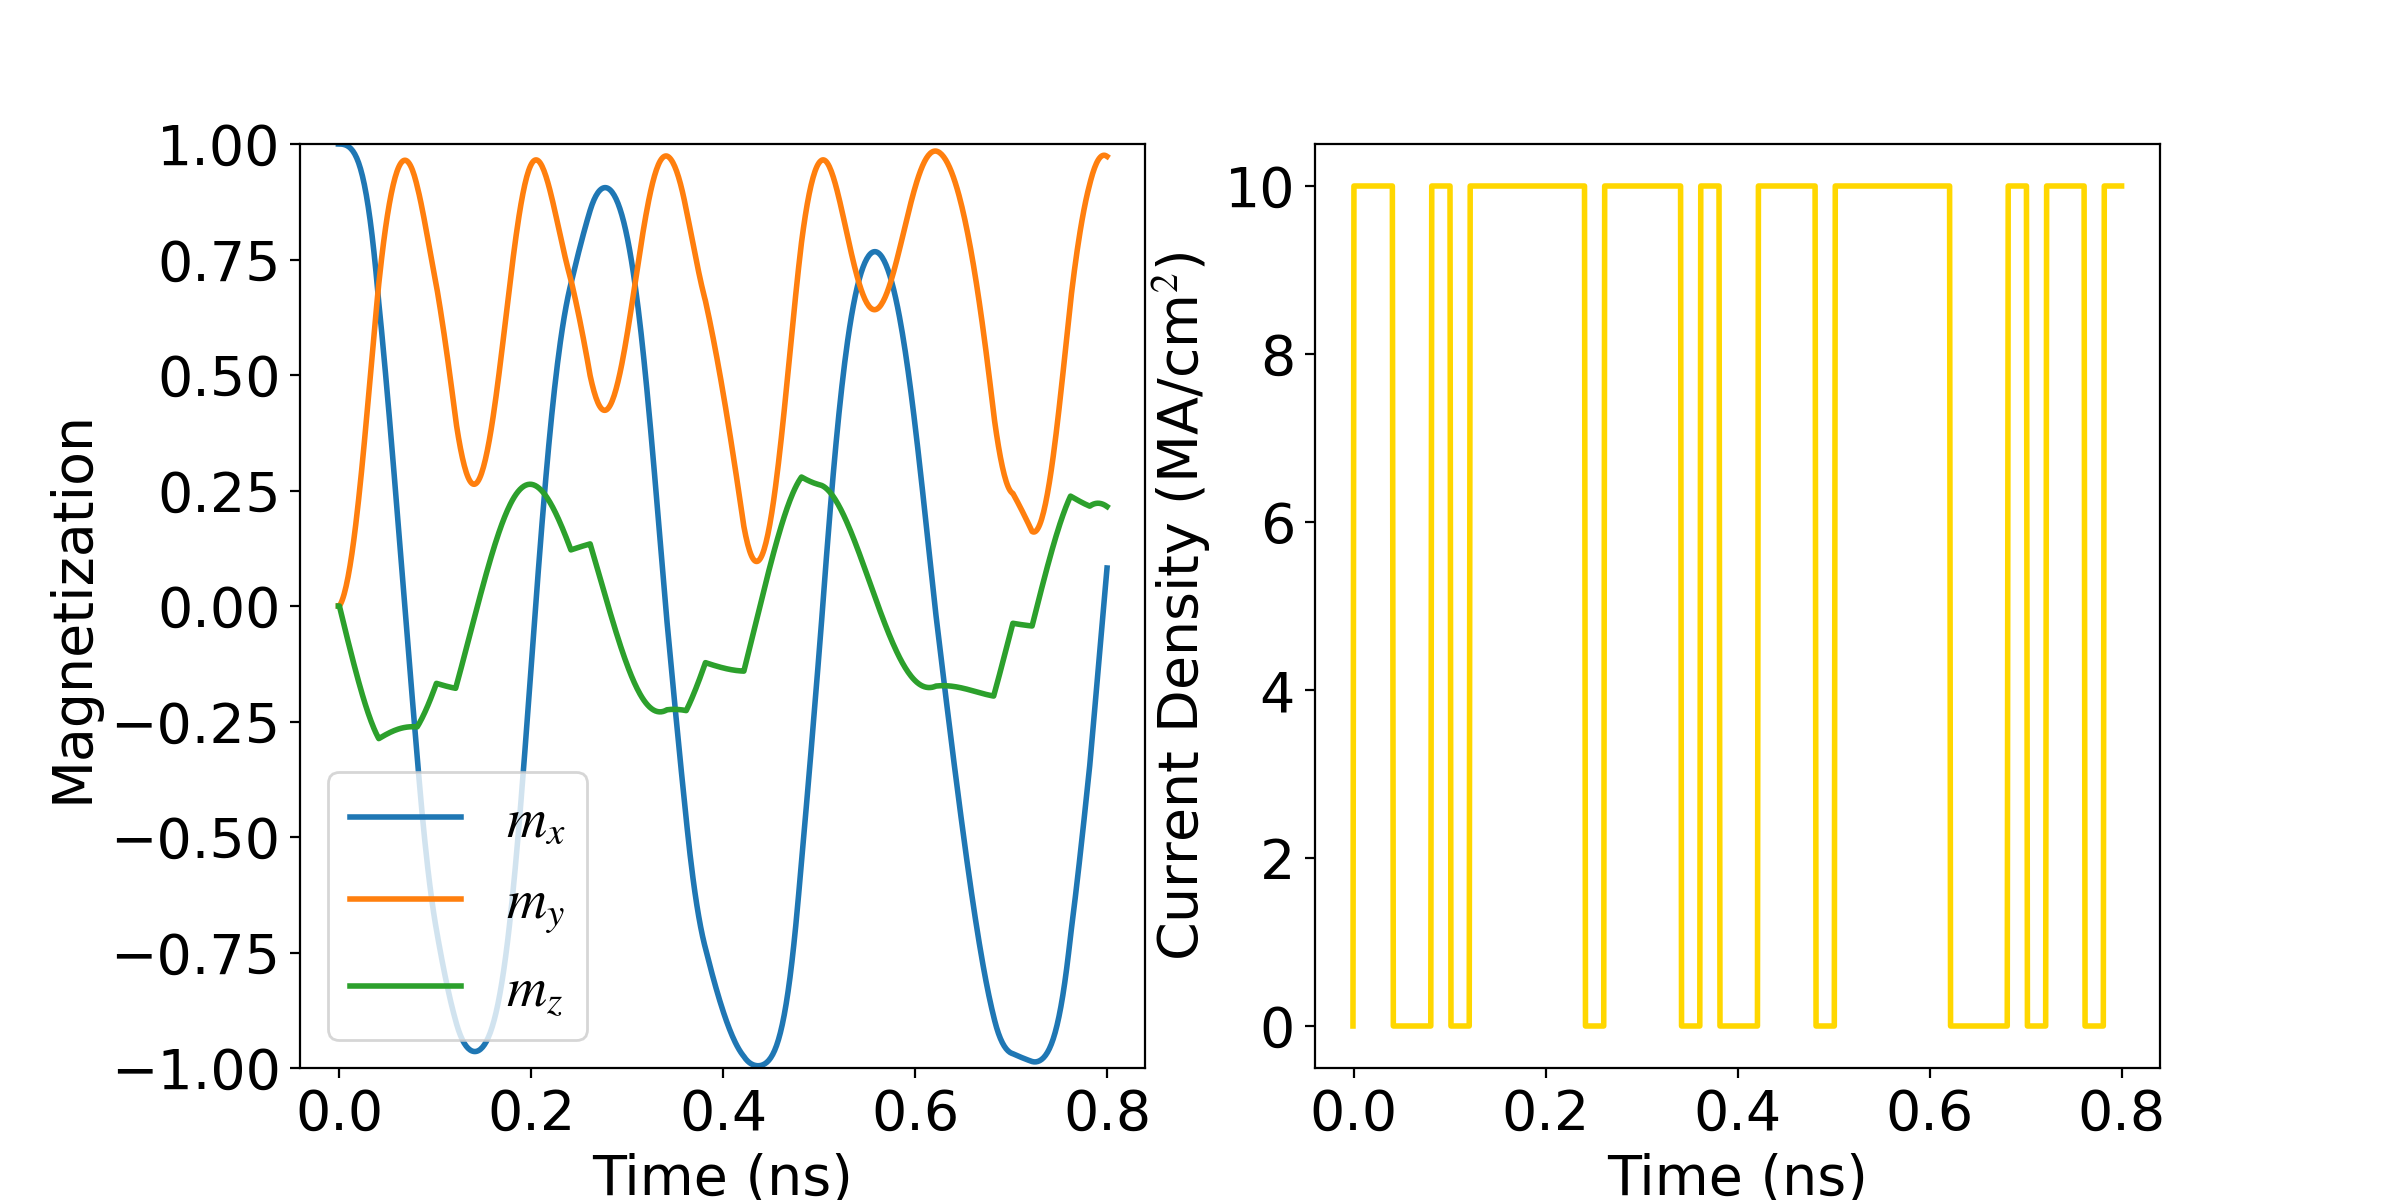 1.00
0.75
0.50
0.25
0.00
−0.25
−0.50
−0.75
−1.00
Magnetization
m_x
m_y
m_z
0.0 0.2 0.4 0.6 0.8
Time (ns)
10
8
6
4
2
0
Current Density (MA/cm²)
0.0 0.2 0.4 0.6 0.8
Time (ns)